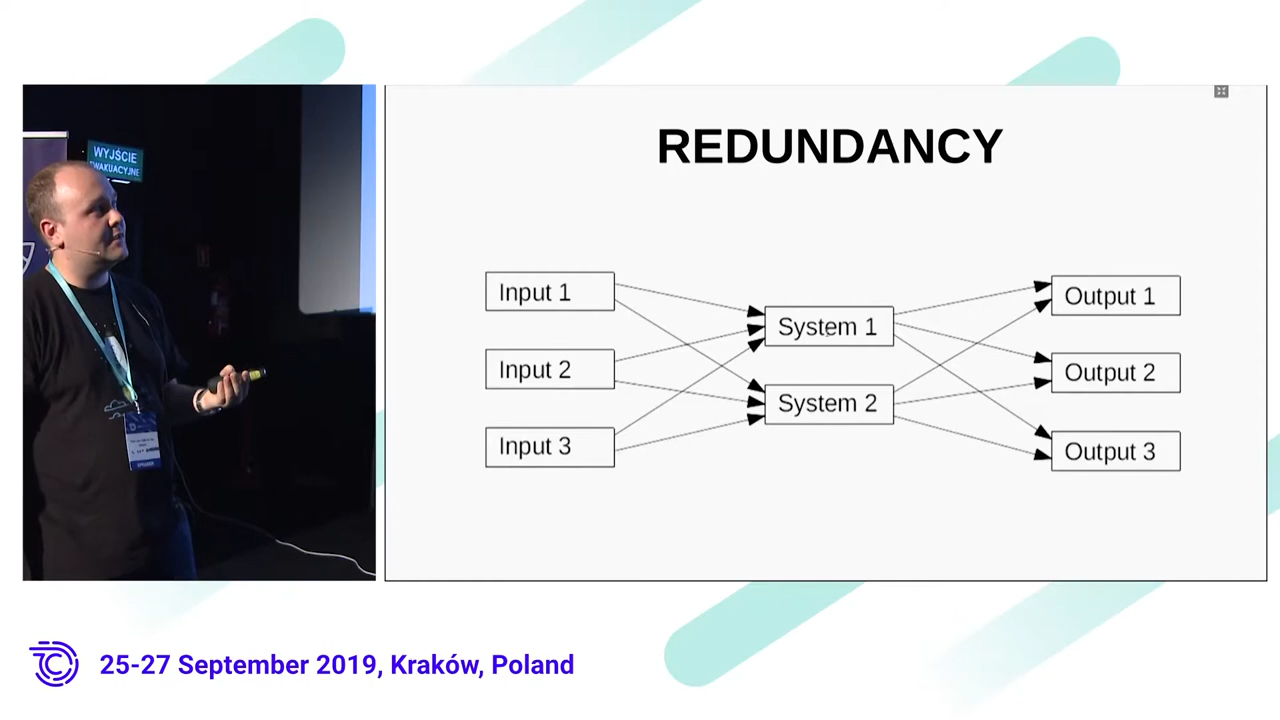 WYJŚCIE
EWAKUACYJNE
REDUNDANCY
Input 1
Input 2
Input 3
System 1
System 2
Output 1
Output 2
Output 3
SPEAKER
25-27 September 2019, Kraków, Poland